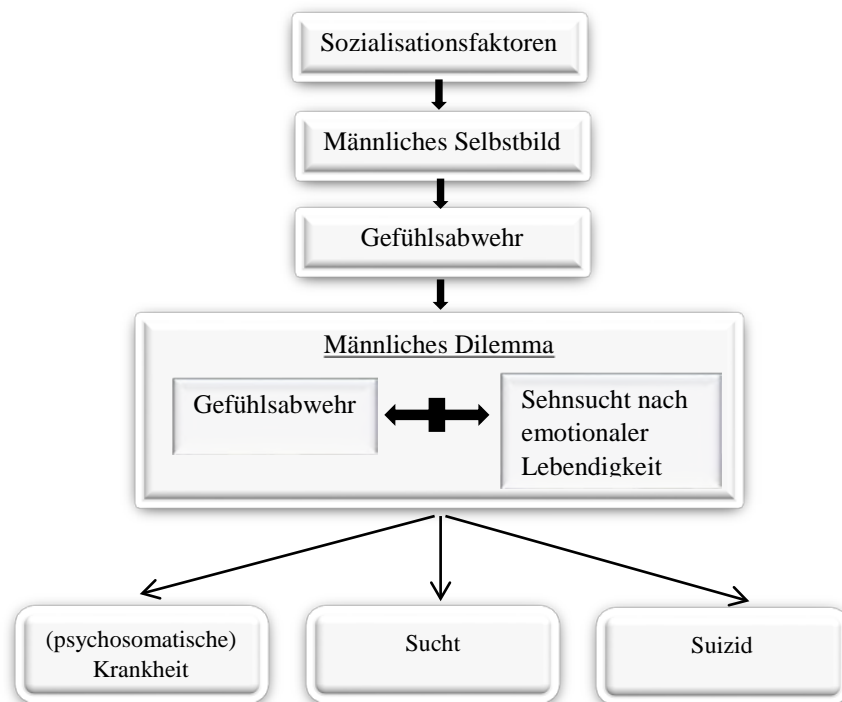 Sozialisationsfaktoren
Männliches Selbstbild
Gefühlsabwehr
Männliches Dilemma
Gefühlsabwehr
Sehnsucht nach
emotionaler
Lebendigkeit
(psychosomatische)
Krankheit
Sucht
Suizid